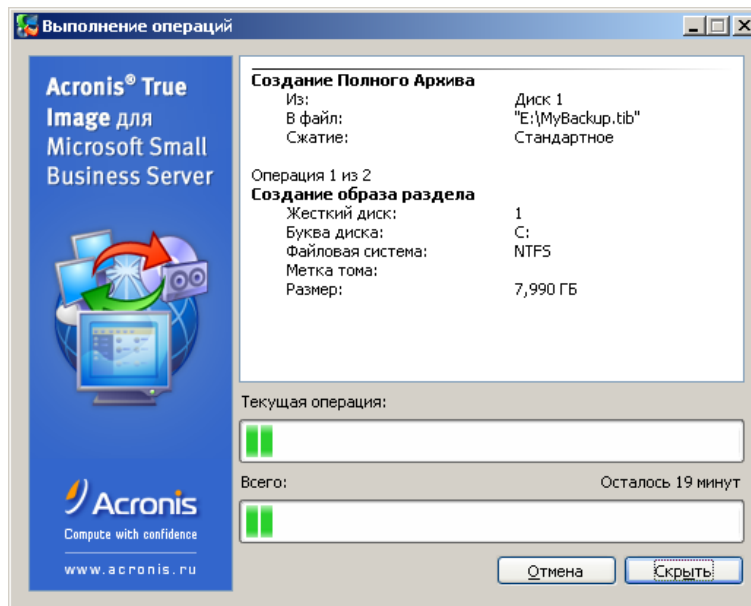 Выполнение операций
Acronis® True
Image для
Microsoft Small
Business Server
Acronis
Compute with confidence
www.acronis.ru
Создание Полного Архива
Из: Диск 1
В файл: "E:\MyBackup.tib"
Сжатие: Стандартное
Операция 1 из 2
Создание образа раздела
Жесткий диск: 1
Буква диска: C:
Файловая система: NTFS
Метка тома:
Размер: 7,990 ГБ
Текущая операция:
Всего: Осталось 19 минут
Отмена Скрыть